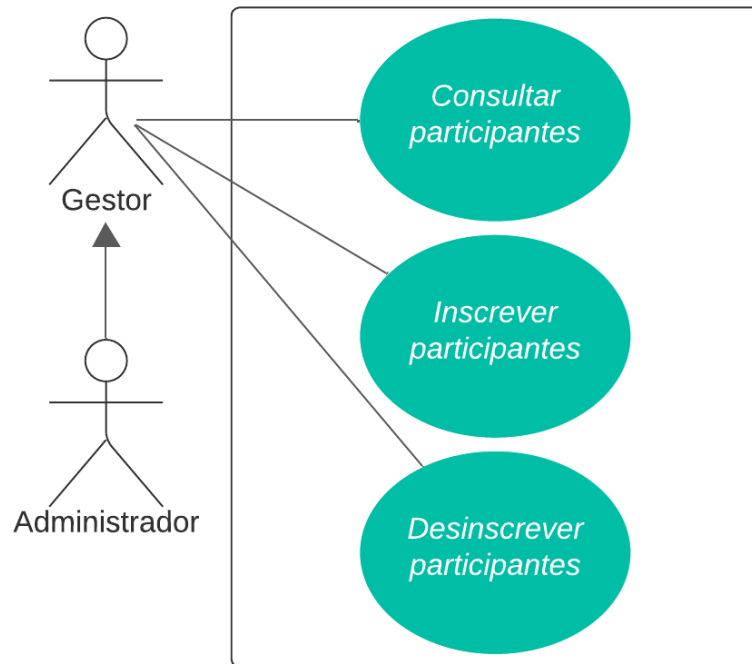 Consultar
participantes
Gestor
Inscrever
participantes
Administrador
Desinscrever
participantes